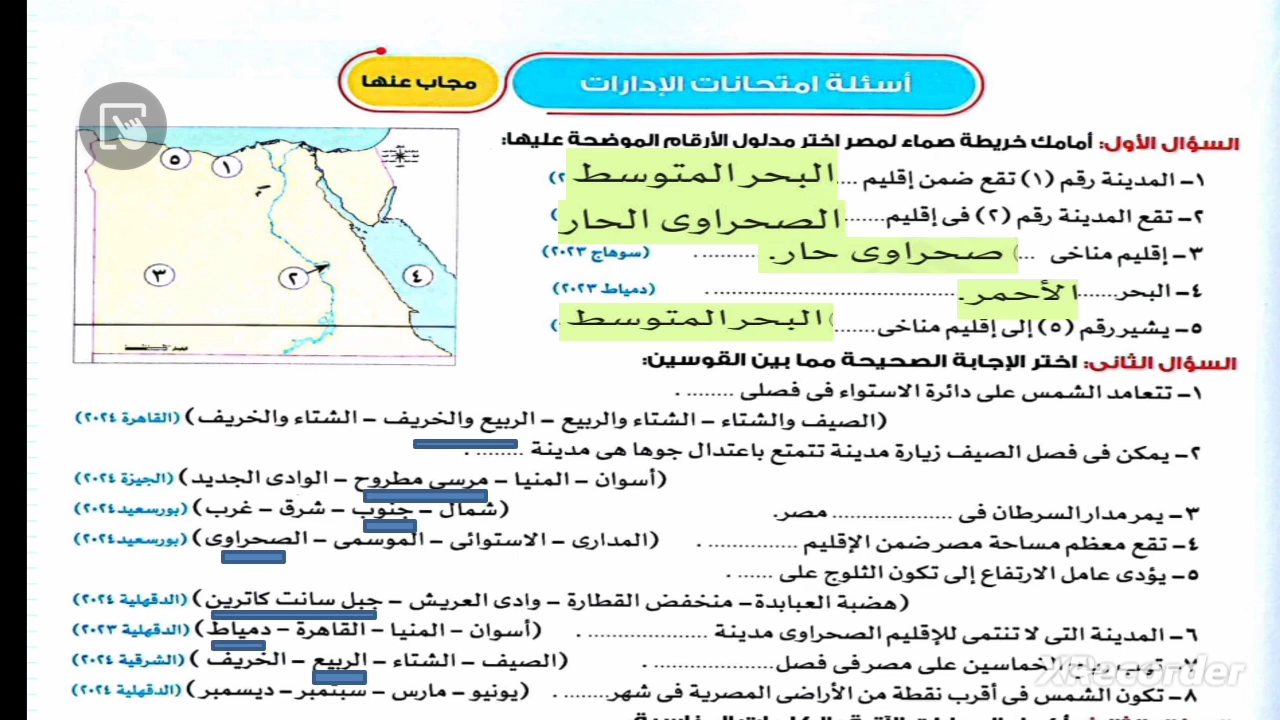 أسئلة امتحانات الإدارات
مجاب عنها
السؤال الأول: أمامك خريطة صماء لمصر اختر مدلول الأرقام الموضحة عليها:
١- المدينة رقم (١) تقع ضمن إقليم .... البحر المتوسط
٢- تقع المدينة رقم (٢) فى إقليم....... الصحراوى الحار
٣- إقليم مناخى ... صحراوى حار. .......... . (سوهاج ٢٠٢٣)
٤- البحر....... الأحمر. ........................................ . (دمياط ٢٠٢٣)
٥- يشير رقم (٥) إلى إقليم مناخى....... البحر المتوسط
١
٥
٣
٢
٤
السؤال الثانى: اختر الإجابة الصحيحة مما بين القوسين:
١- تتعامد الشمس على دائرة الاستواء فى فصلى ........ .
(الصيف والشتاء - الشتاء والربيع - الربيع والخريف - الشتاء والخريف) (القاهرة ٢٠٢٤)
٢- يمكن فى فصل الصيف زيارة مدينة تتمتع باعتدال جوها هى مدينة ........ .
(أسوان - المنيا - مرسى مطروح - الوادى الجديد) (الجيزة ٢٠٢٤)
٣- يمر مدار السرطان فى .................. مصر. (شمال - جنوب - شرق - غرب) (بورسعيد ٢٠٢٤)
٤- تقع معظم مساحة مصر ضمن الإقليم ............. . (المدارى - الاستوائى - الموسمى - الصحراوى) (بورسعيد ٢٠٢٤)
٥- يؤدى عامل الارتفاع إلى تكون الثلوج على ...... .
(هضبة العبابدة- منخفض القطارة - وادى العريش - جبل سانت كاترين) (الدقهلية ٢٠٢٤)
٦- المدينة التى لا تنتمى للإقليم الصحراوى مدينة ................. . (أسوان - المنيا - القاهرة - دمياط) (الدقهلية ٢٠٢٣)
٧- تهب رياح الخماسين على مصر فى فصل................... . (الصيف - الشتاء - الربيع - الخريف) (الشرقية ٢٠٢٤)
XRecorder
٨- تكون الشمس فى أقرب نقطة من الأراضى المصرية فى شهر........ . (يونيو - مارس - سبتمبر - ديسمبر) (الدقهلية ٢٠٢٤)